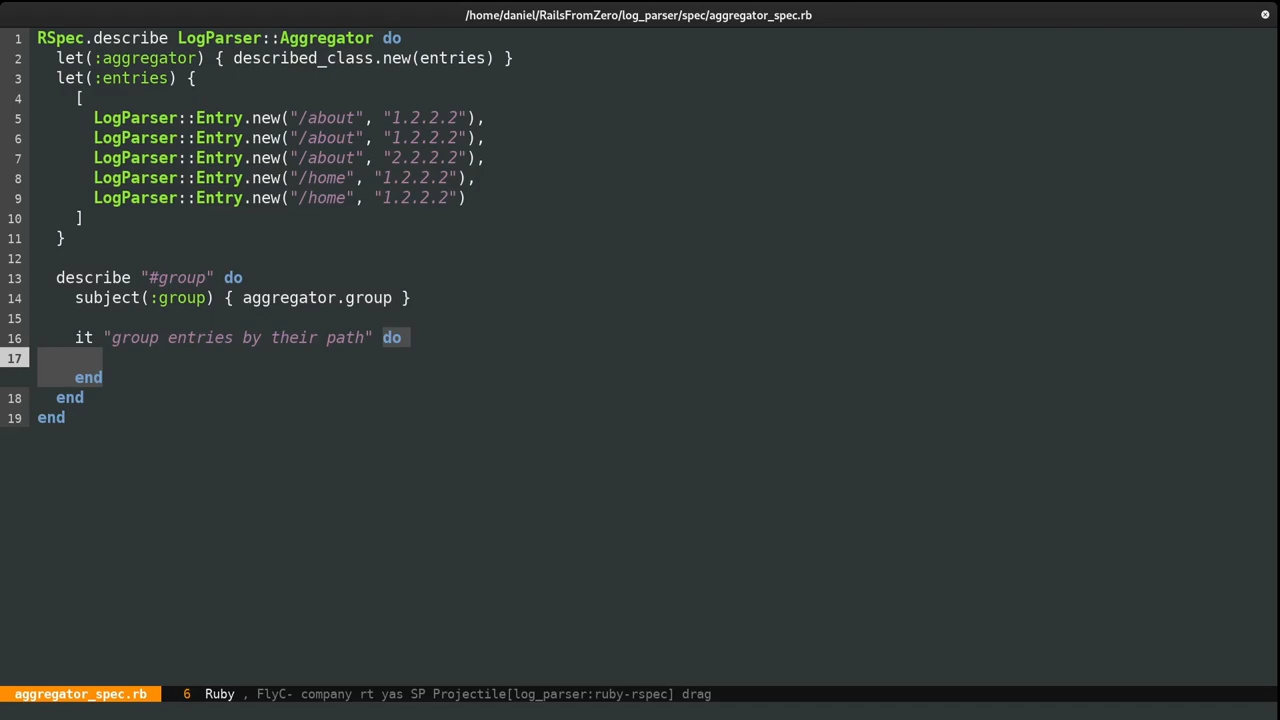 /home/daniel/RailsFromZero/log_parser/spec/aggregator_spec.rb
1 RSpec.describe LogParser::Aggregator do
2   let(:aggregator) { described_class.new(entries) }
3   let(:entries) {
4     [
5       LogParser::Entry.new("/about", "1.2.2.2"),
6       LogParser::Entry.new("/about", "1.2.2.2"),
7       LogParser::Entry.new("/about", "2.2.2.2"),
8       LogParser::Entry.new("/home", "1.2.2.2"),
9       LogParser::Entry.new("/home", "1.2.2.2")
10     ]
11   }
12
13   describe "#group" do
14     subject(:group) { aggregator.group }
15
16     it "group entries by their path" do
17
    end
18   end
19 end
aggregator_spec.rb 6 Ruby , FlyC- company rt yas SP Projectile[log_parser:ruby-rspec] drag